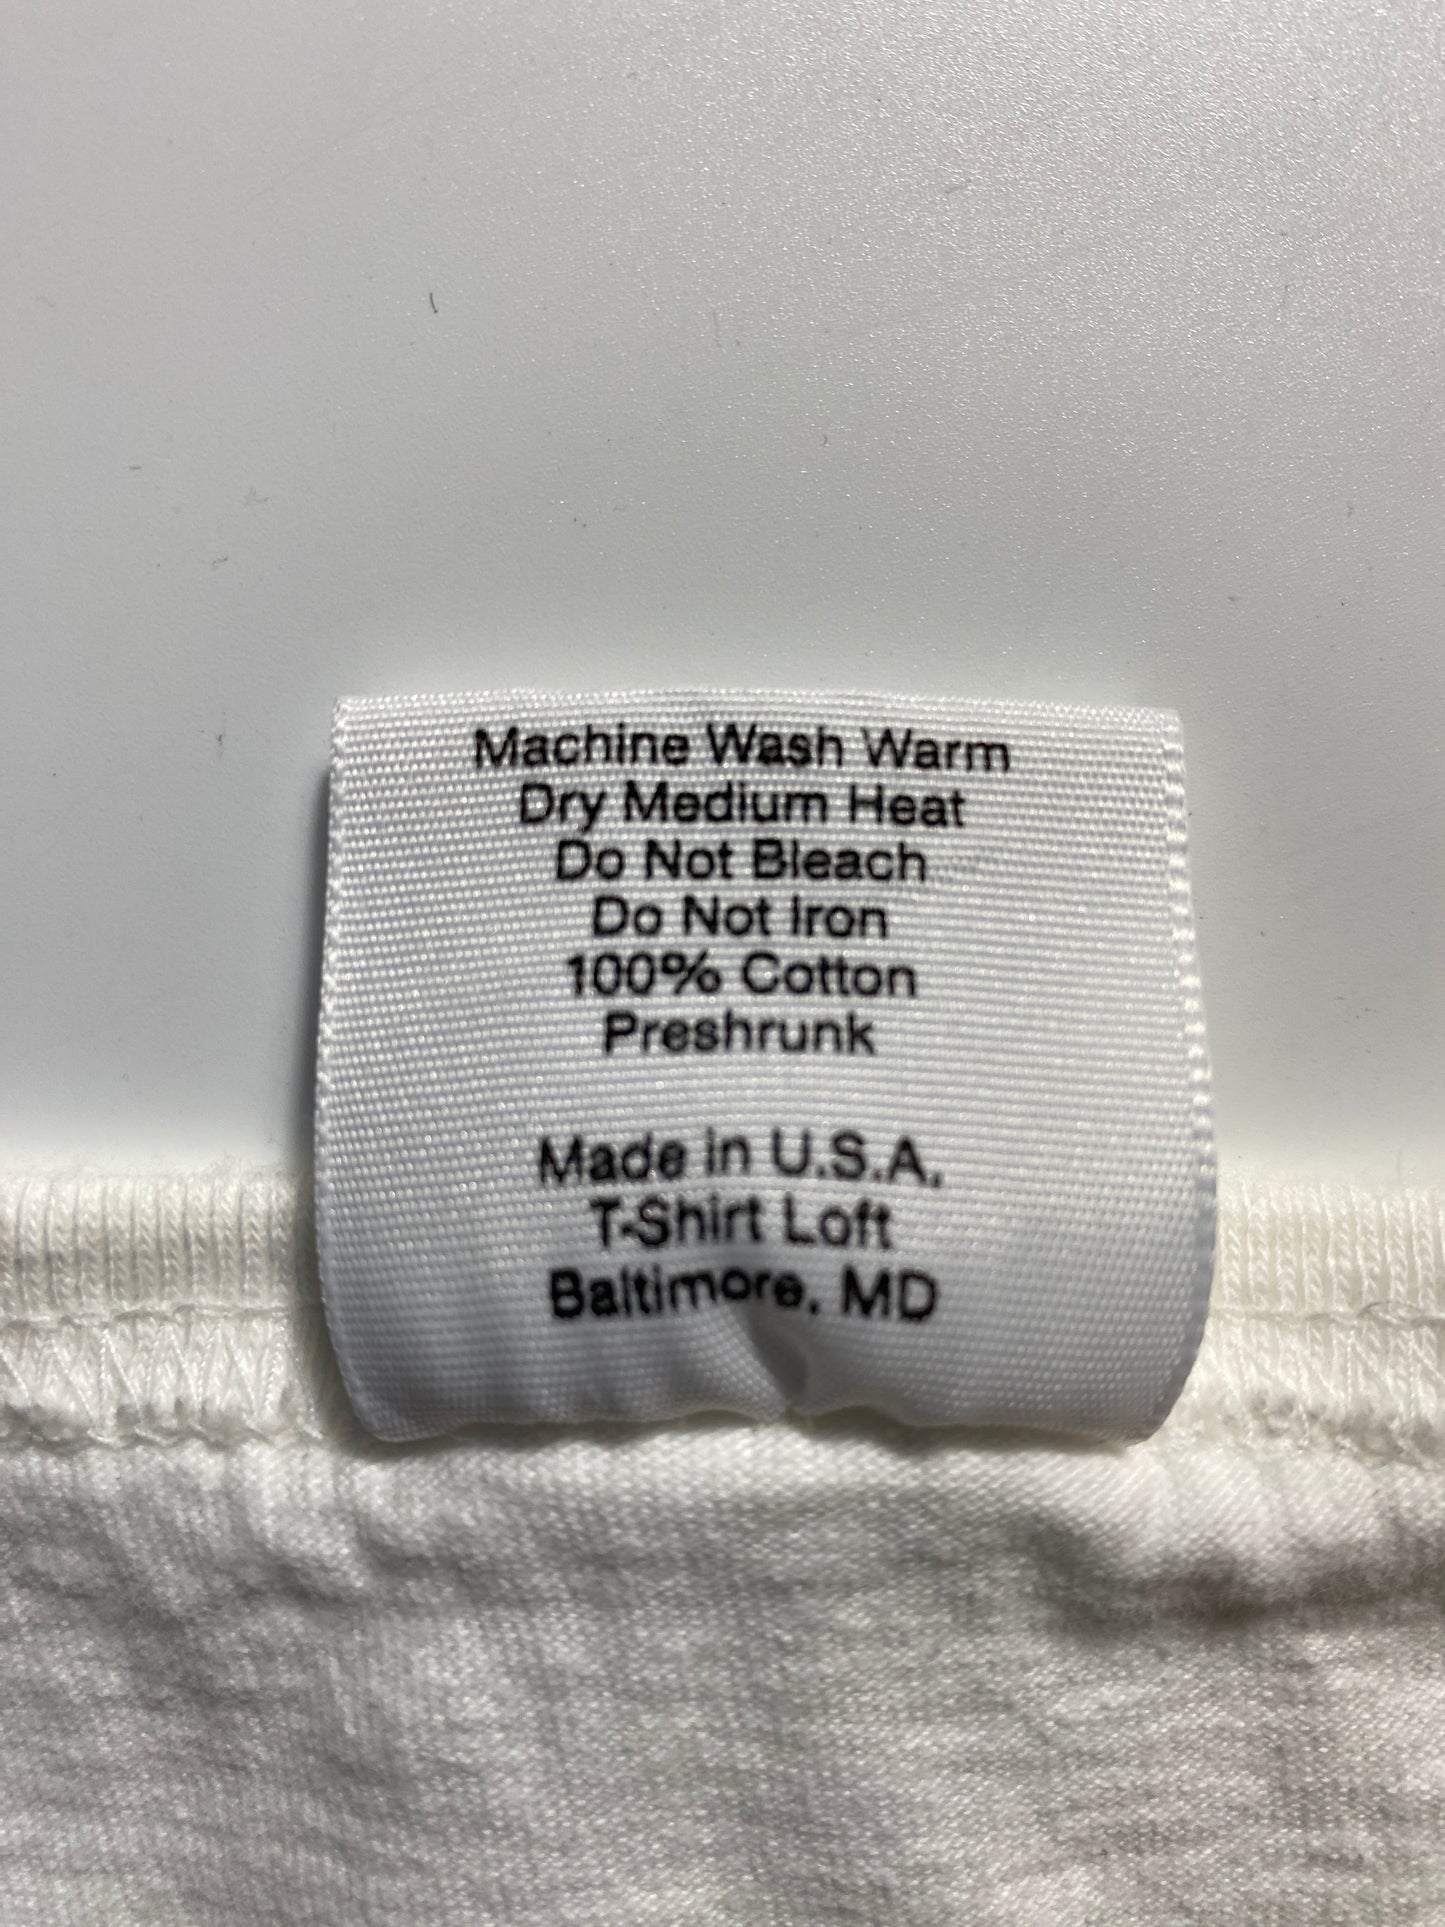 Machine Wash Warm
Dry Medium Heat
Do Not Bleach
Do Not Iron
100% Cotton
Preshrunk
Made in U.S.A.
T-Shirt Loft
Baltimore, MD